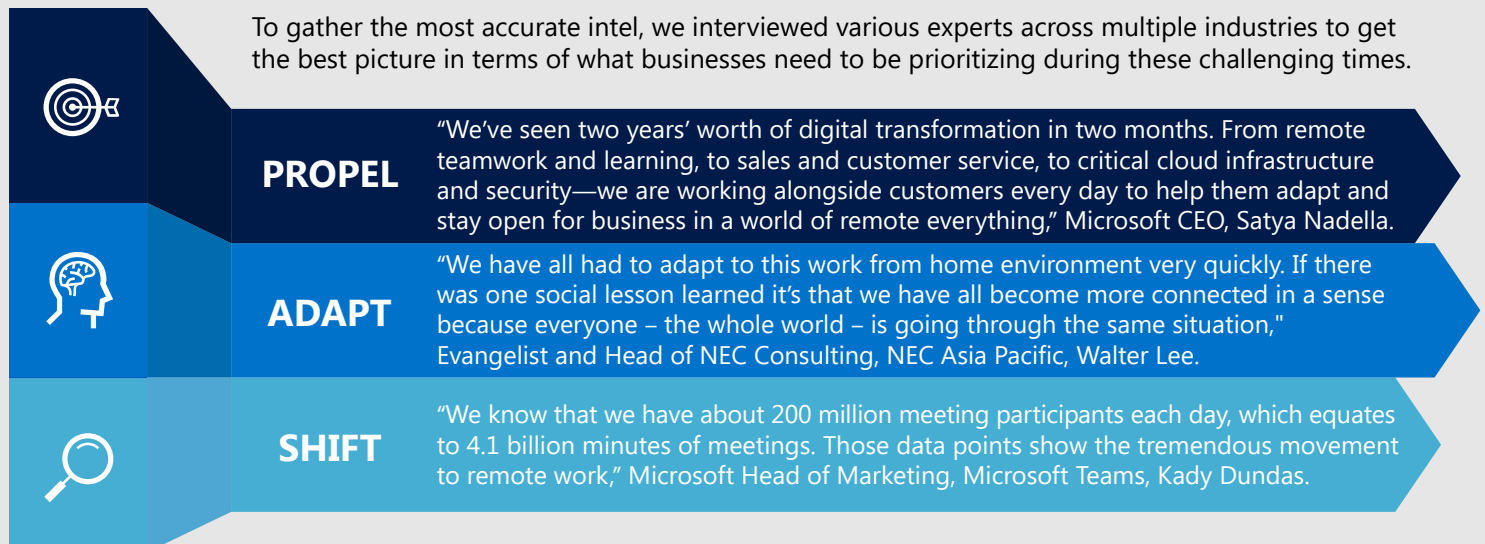 To gather the most accurate intel, we interviewed various experts across multiple industries to get
the best picture in terms of what businesses need to be prioritizing during these challenging times.
PROPEL
“We’ve seen two years’ worth of digital transformation in two months. From remote
teamwork and learning, to sales and customer service, to critical cloud infrastructure
and security—we are working alongside customers every day to help them adapt and
stay open for business in a world of remote everything,” Microsoft CEO, Satya Nadella.
ADAPT
“We have all had to adapt to this work from home environment very quickly. If there
was one social lesson learned it’s that we have all become more connected in a sense
because everyone – the whole world – is going through the same situation,"
Evangelist and Head of NEC Consulting, NEC Asia Pacific, Walter Lee.
SHIFT
“We know that we have about 200 million meeting participants each day, which equates
to 4.1 billion minutes of meetings. Those data points show the tremendous movement
to remote work,” Microsoft Head of Marketing, Microsoft Teams, Kady Dundas.